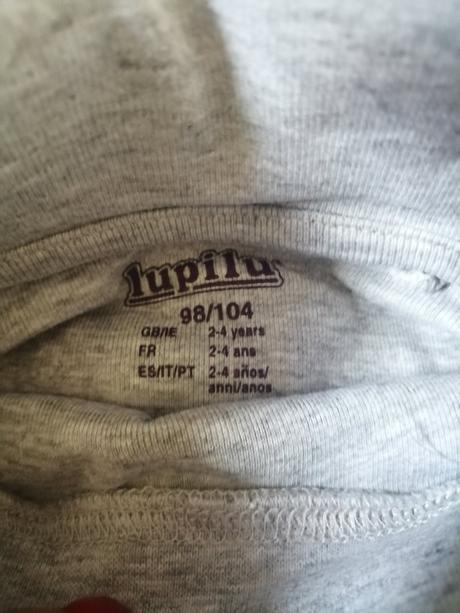 lupilu
98/104
GB/IE 2-4 years
FR 2-4 ans
ES/IT/PT 2-4 años/
anni/anos